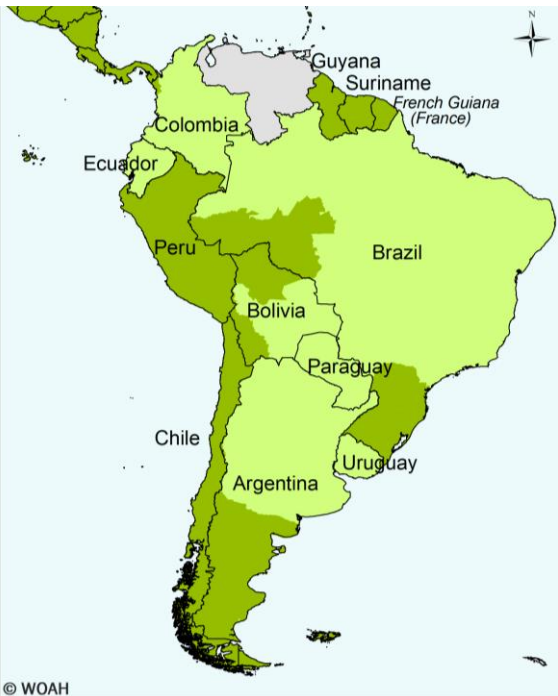 N
Guyana
Suriname
French Guiana
(France)
Colombia
Ecuador
Peru
Brazil
Bolivia
Paraguay
Chile
Uruguay
Argentina
© WOAH